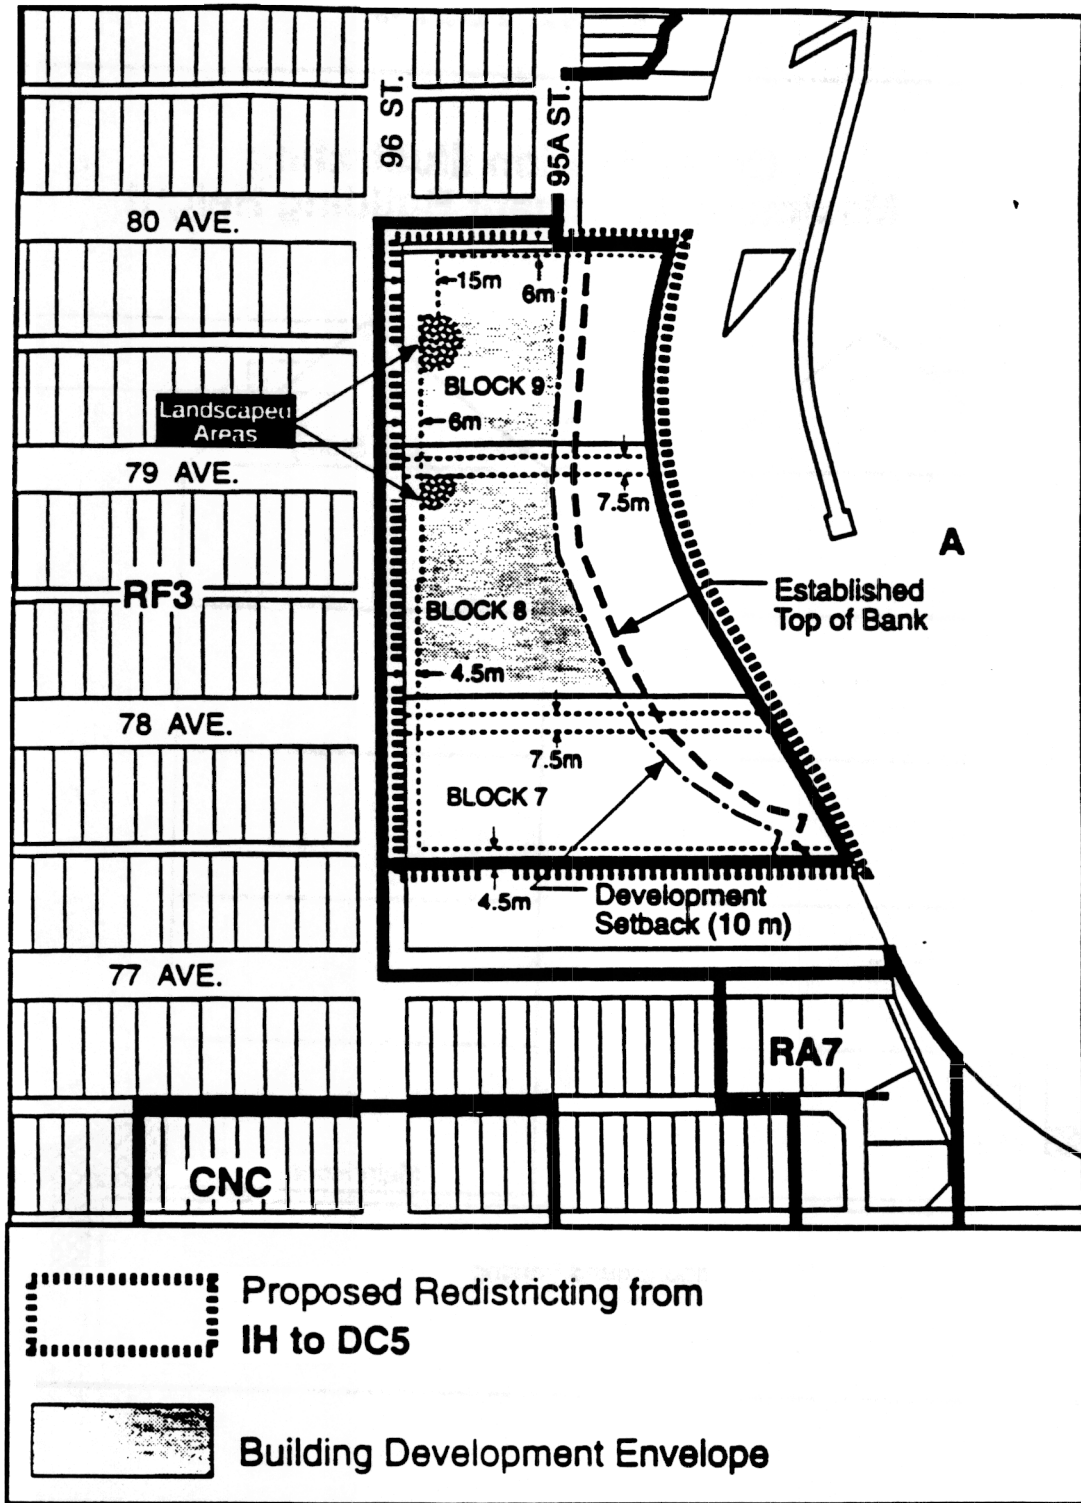 96 ST.
95A ST.
80 AVE.
15m
6m
BLOCK 9
Landscaped
Areas
6m
79 AVE.
7.5m
A
RF3
Established
Top of Bank
BLOCK 8
4.5m
78 AVE.
7.5m
BLOCK 7
4.5m
Development
Setback (10 m)
77 AVE.
RA7
CNC
Proposed Redistricting from
IH to DC5
Building Development Envelope